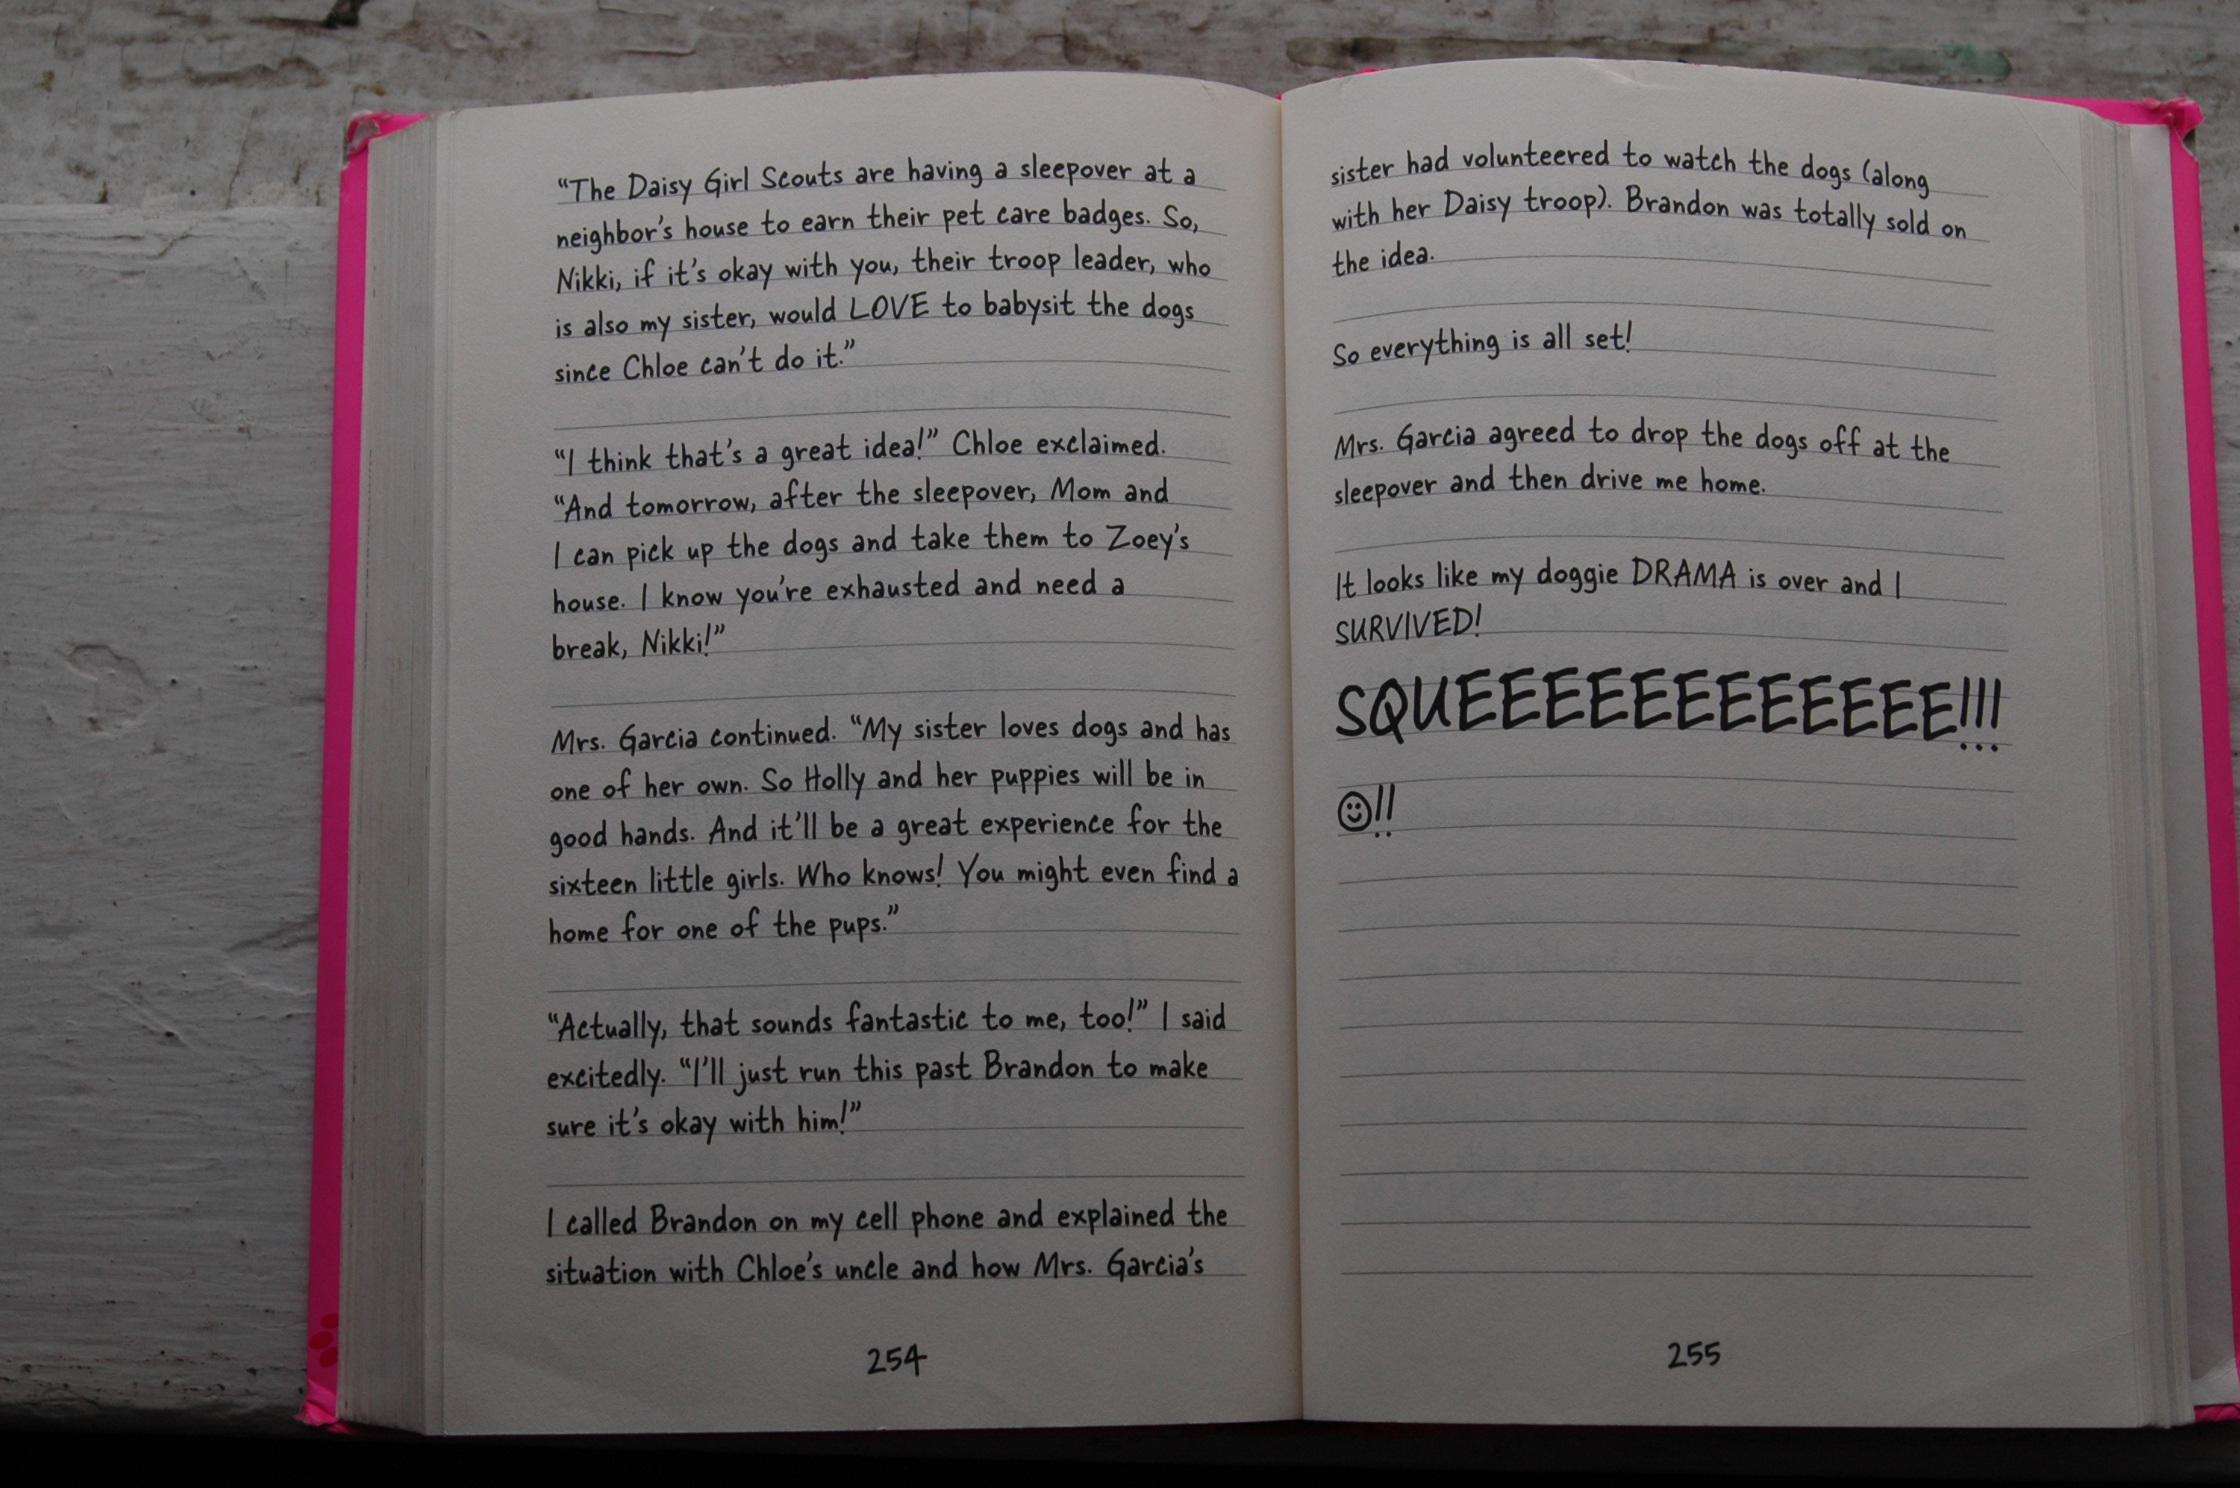 “The Daisy Girl Scouts are having a sleepover at a
neighbor’s house to earn their pet care badges. So,
Nikki, if it’s okay with you, their troop leader, who
is also my sister, would LOVE to babysit the dogs
since Chloe can’t do it.”
“I think that’s a great idea!” Chloe exclaimed.
“And tomorrow, after the sleepover, Mom and
I can pick up the dogs and take them to Zoey’s
house. I know you’re exhausted and need a
break, Nikki!”
Mrs. Garcia continued. “My sister loves dogs and has
one of her own. So Holly and her puppies will be in
good hands. And it’ll be a great experience for the
sixteen little girls. Who knows! You might even find a
home for one of the pups.”
“Actually, that sounds fantastic to me, too!” I said
excitedly. “I’ll just run this past Brandon to make
sure it’s okay with him!”
I called Brandon on my cell phone and explained the
situation with Chloe’s uncle and how Mrs. Garcia’s
254
sister had volunteered to watch the dogs (along
with her Daisy troop). Brandon was totally sold on
the idea.
So everything is all set!
Mrs. Garcia agreed to drop the dogs off at the
sleepover and then drive me home.
It looks like my doggie DRAMA is over and I
SURVIVED!
SQUEEEEEEEEEEEE!!!
☺!!
255